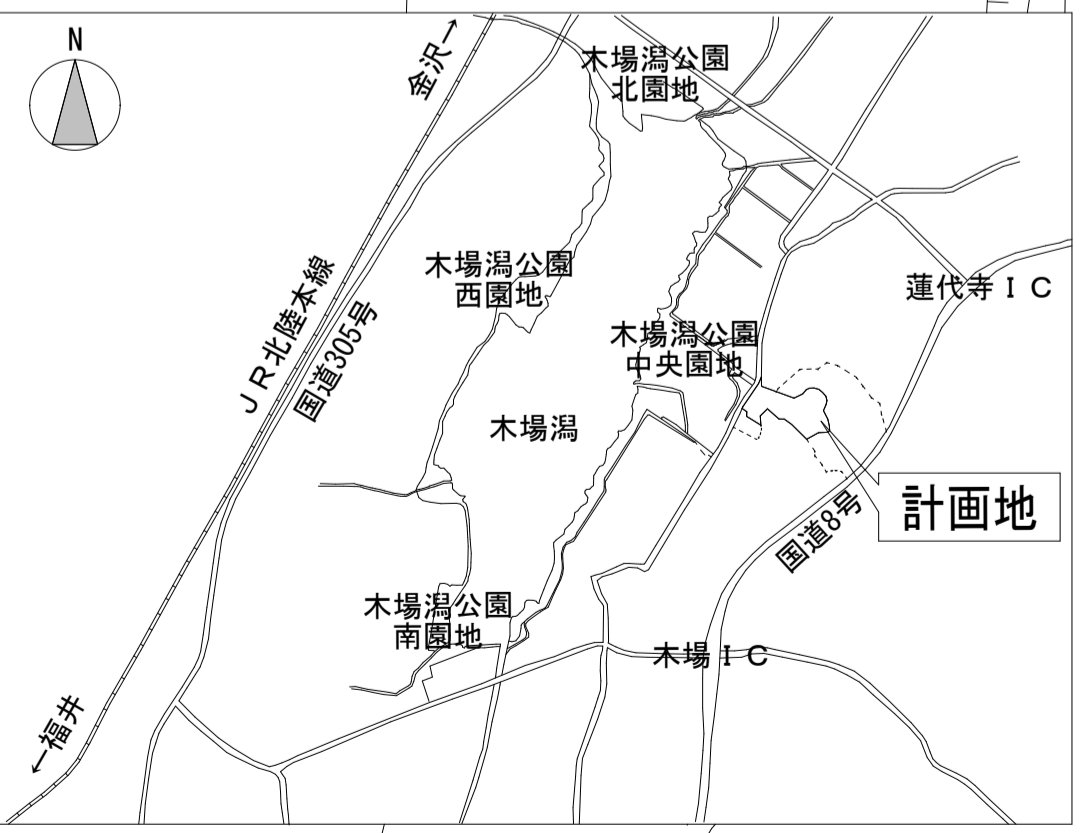 N
金沢→
木場潟公園
北園地
木場潟公園
西園地
蓮代寺ＩＣ
ＪＲ北陸本線
国道305号
木場潟公園
中央園地
木場潟
計画地
国道8号
木場潟公園
南園地
木場ＩＣ
←福井